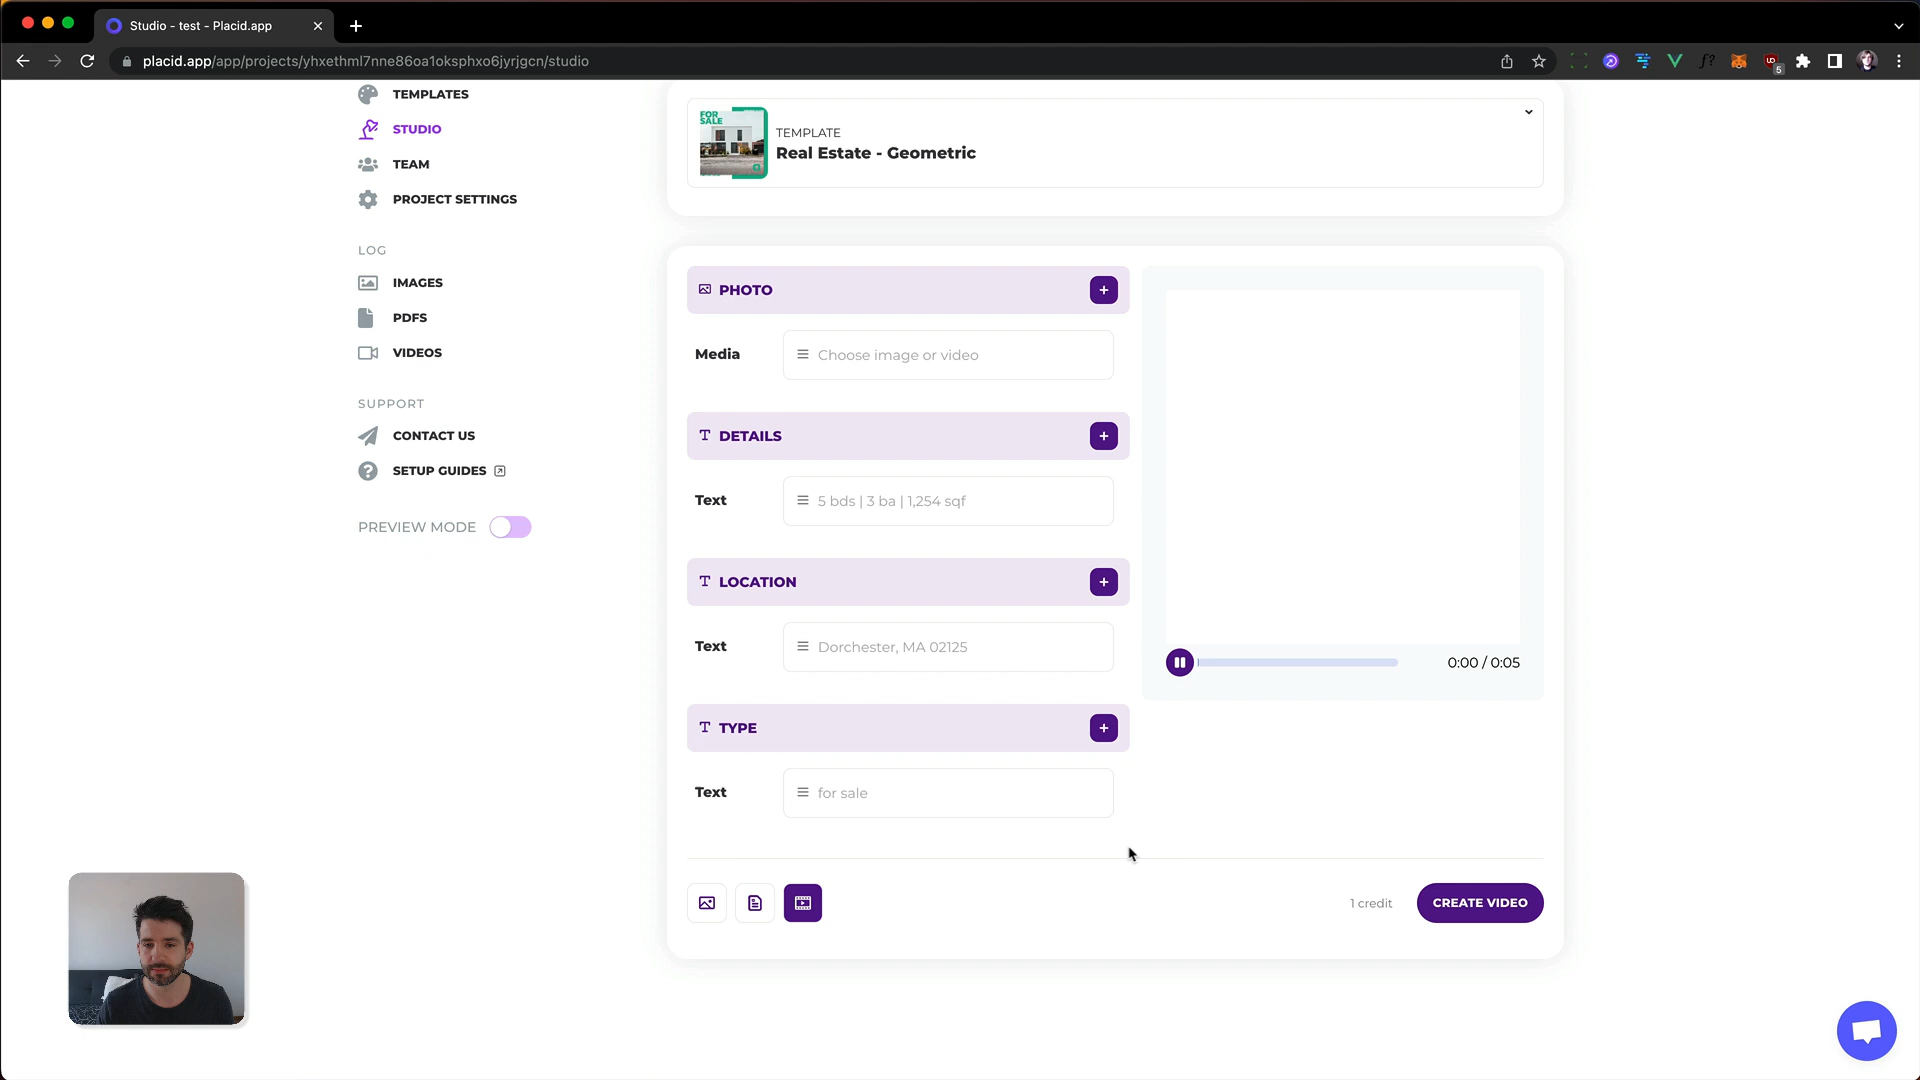 Studio - test - Placid.app
placid.app/app/projects/yhxethml7nne86oa1oksphxo6jyrjgcn/studio
f?
UD
5
TEMPLATES
STUDIO
TEAM
PROJECT SETTINGS
LOG
IMAGES
PDFS
VIDEOS
SUPPORT
CONTACT US
SETUP GUIDES
PREVIEW MODE
FOR
SALE
TEMPLATE
Real Estate - Geometric
PHOTO
Media
Choose image or video
DETAILS
Text
5 bds | 3 ba | 1,254 sqf
LOCATION
Text
Dorchester, MA 02125
TYPE
Text
for sale
0:00 / 0:05
1 credit
CREATE VIDEO